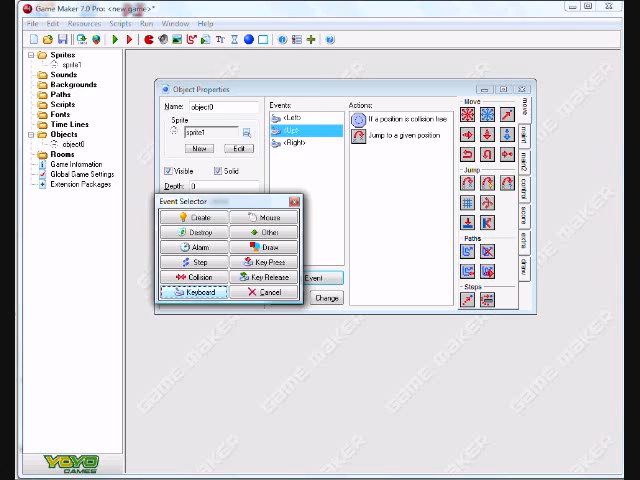 Game Maker 7.0 Pro: <new game>*
File Edit Resources Scripts Run Window Help
Sprites
sprite1
Sounds
Backgrounds
Paths
Scripts
Fonts
Time Lines
Objects
object0
Rooms
Game Information
Global Game Settings
Extension Packages
YOYO
GAMES
Object Properties
Name: object0
Sprite
sprite1
New Edit
Visible Solid
Depth: 0
Events:
<Left>
<Up>
<Right>
Event
Change
Actions:
If a position is collision free
Jump to a given position
Move
Jump
Paths
Steps
move
main1
main2
control
score
extra
draw
Event Selector
Create Mouse
Destroy Other
Alarm Draw
Step Key Press
Collision Key Release
Keyboard Cancel
GAME MAKER